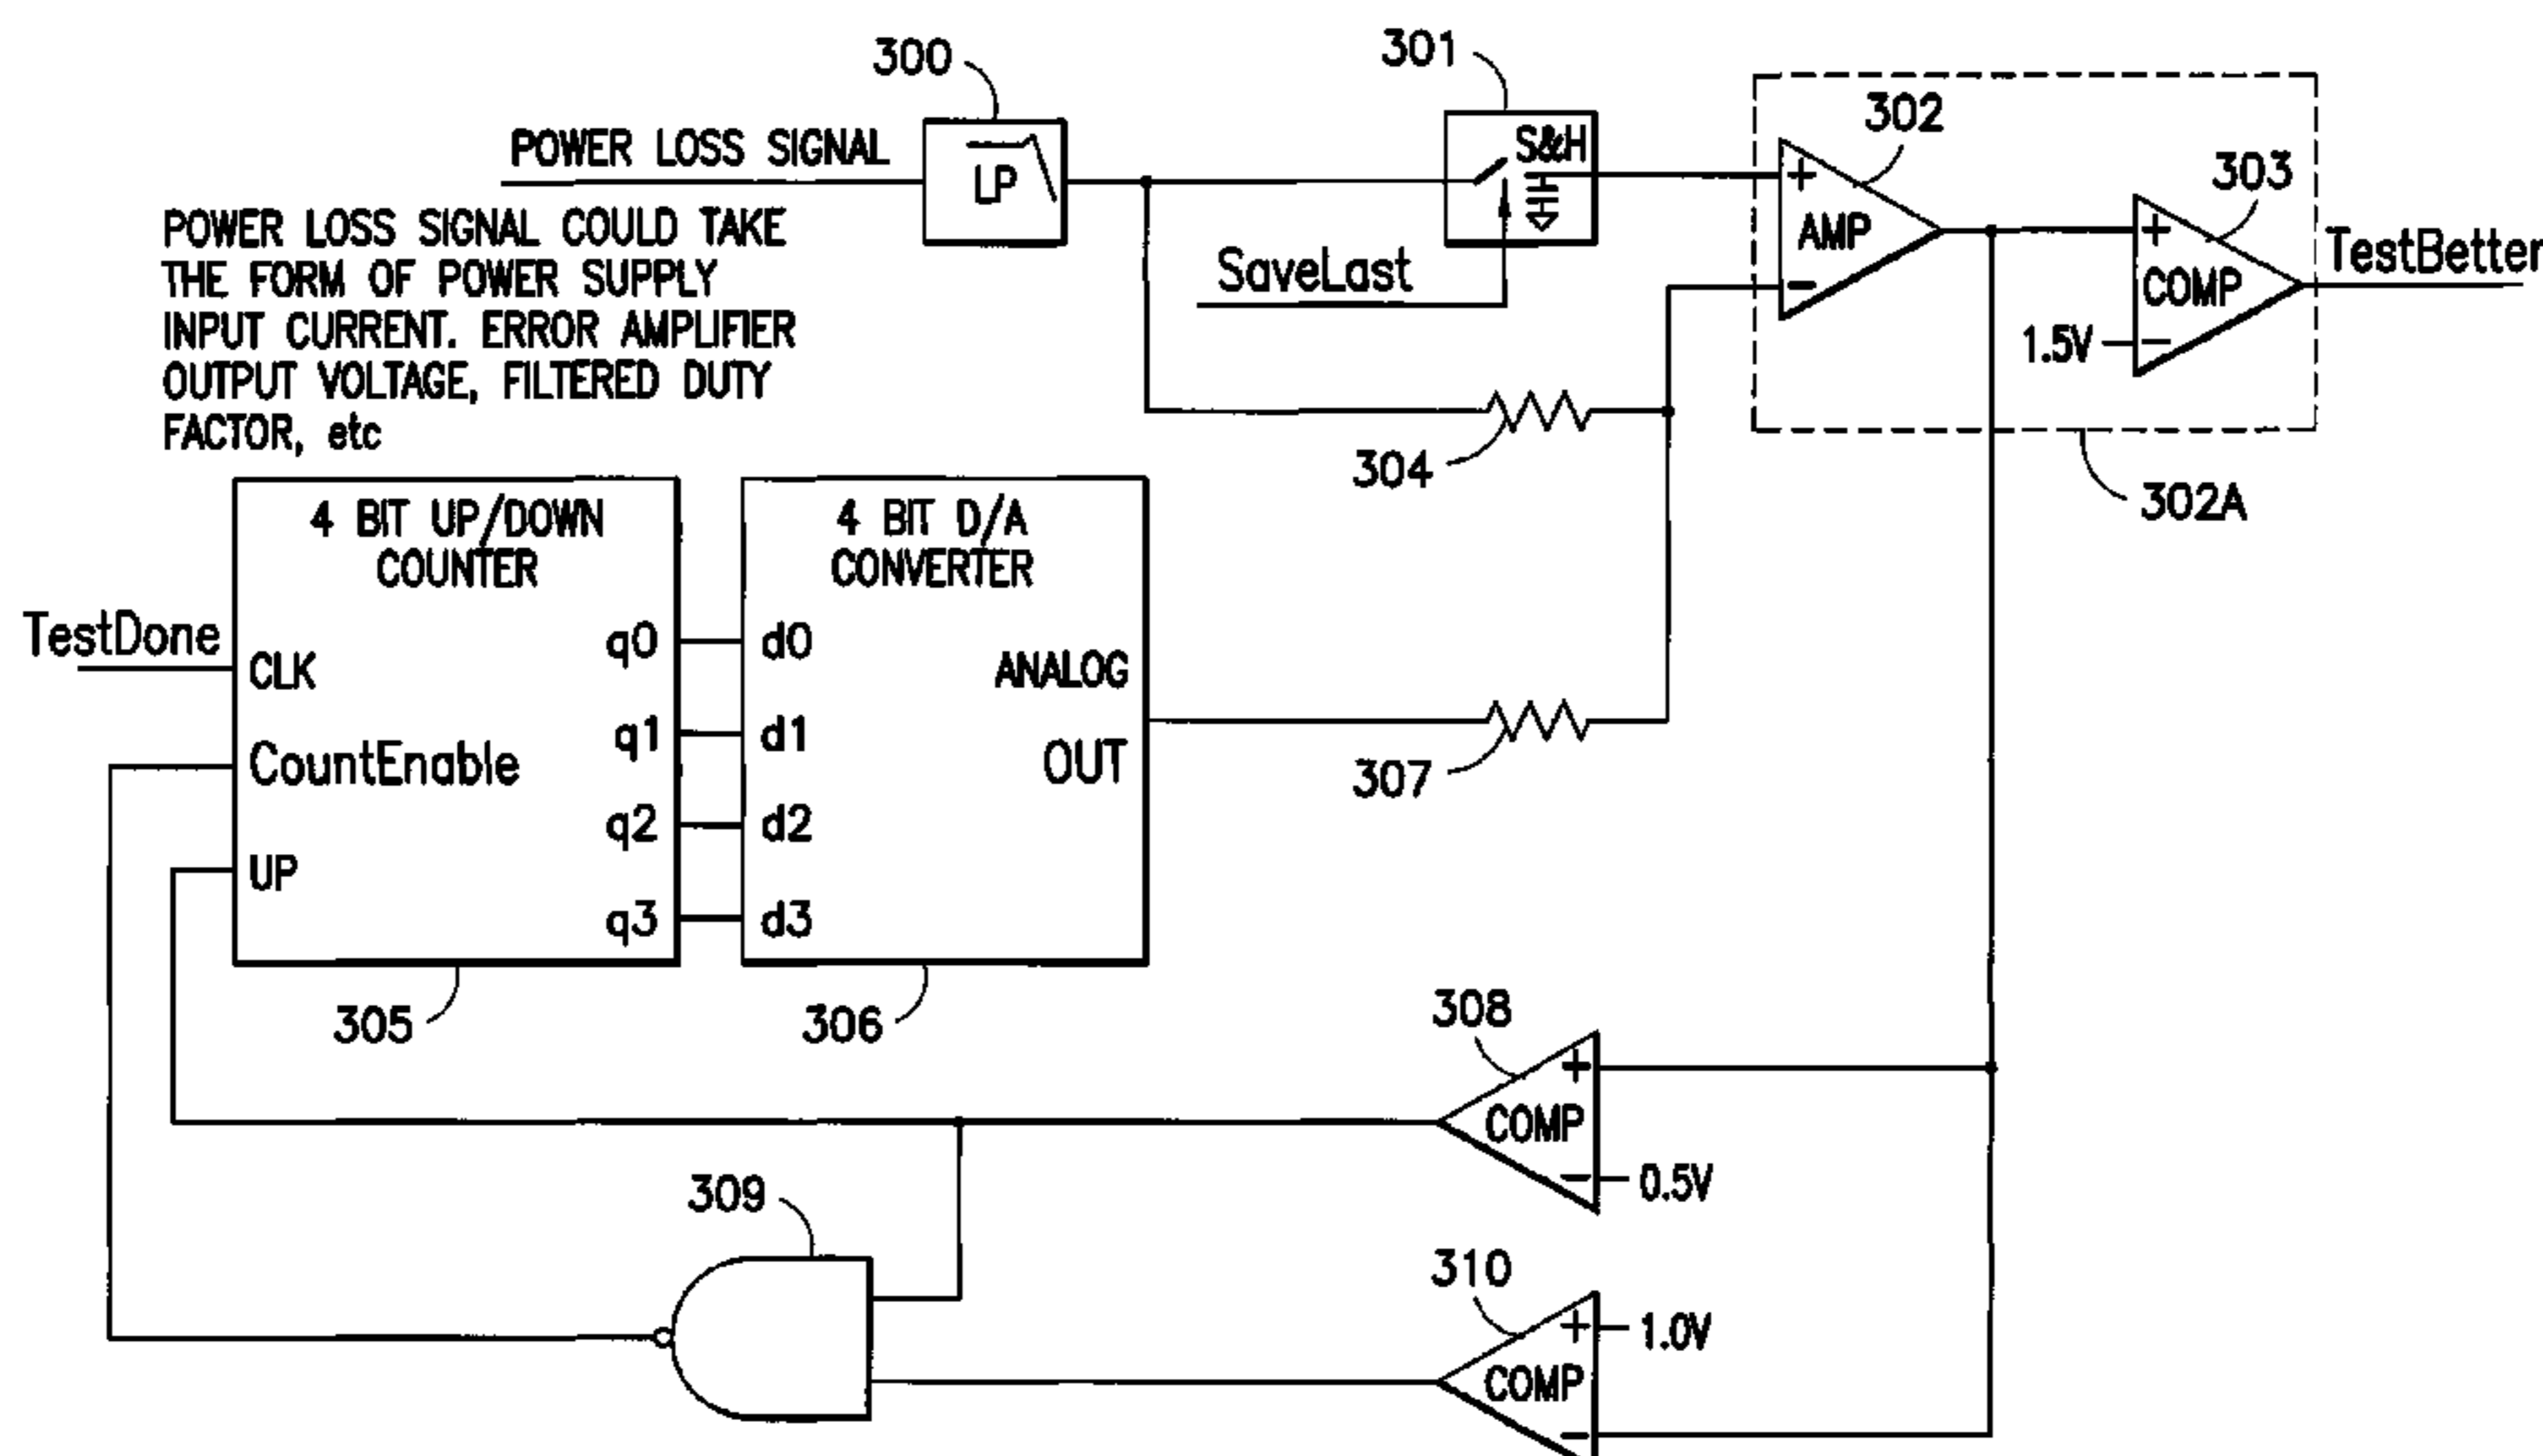 300
301
302
303
POWER LOSS SIGNAL
LP
S&H
+
AMP
-
+
COMP
1.5V
-
TestBetter
SaveLast
POWER LOSS SIGNAL COULD TAKE
THE FORM OF POWER SUPPLY
INPUT CURRENT. ERROR AMPLIFIER
OUTPUT VOLTAGE, FILTERED DUTY
FACTOR, etc
304
302A
4 BIT UP/DOWN
COUNTER
TestDone
CLK
CountEnable
UP
q0
q1
q2
q3
305
4 BIT D/A
CONVERTER
d0
d1
d2
d3
ANALOG
OUT
306
307
308
+
COMP
-
0.5V
309
310
+
1.0V
COMP
-